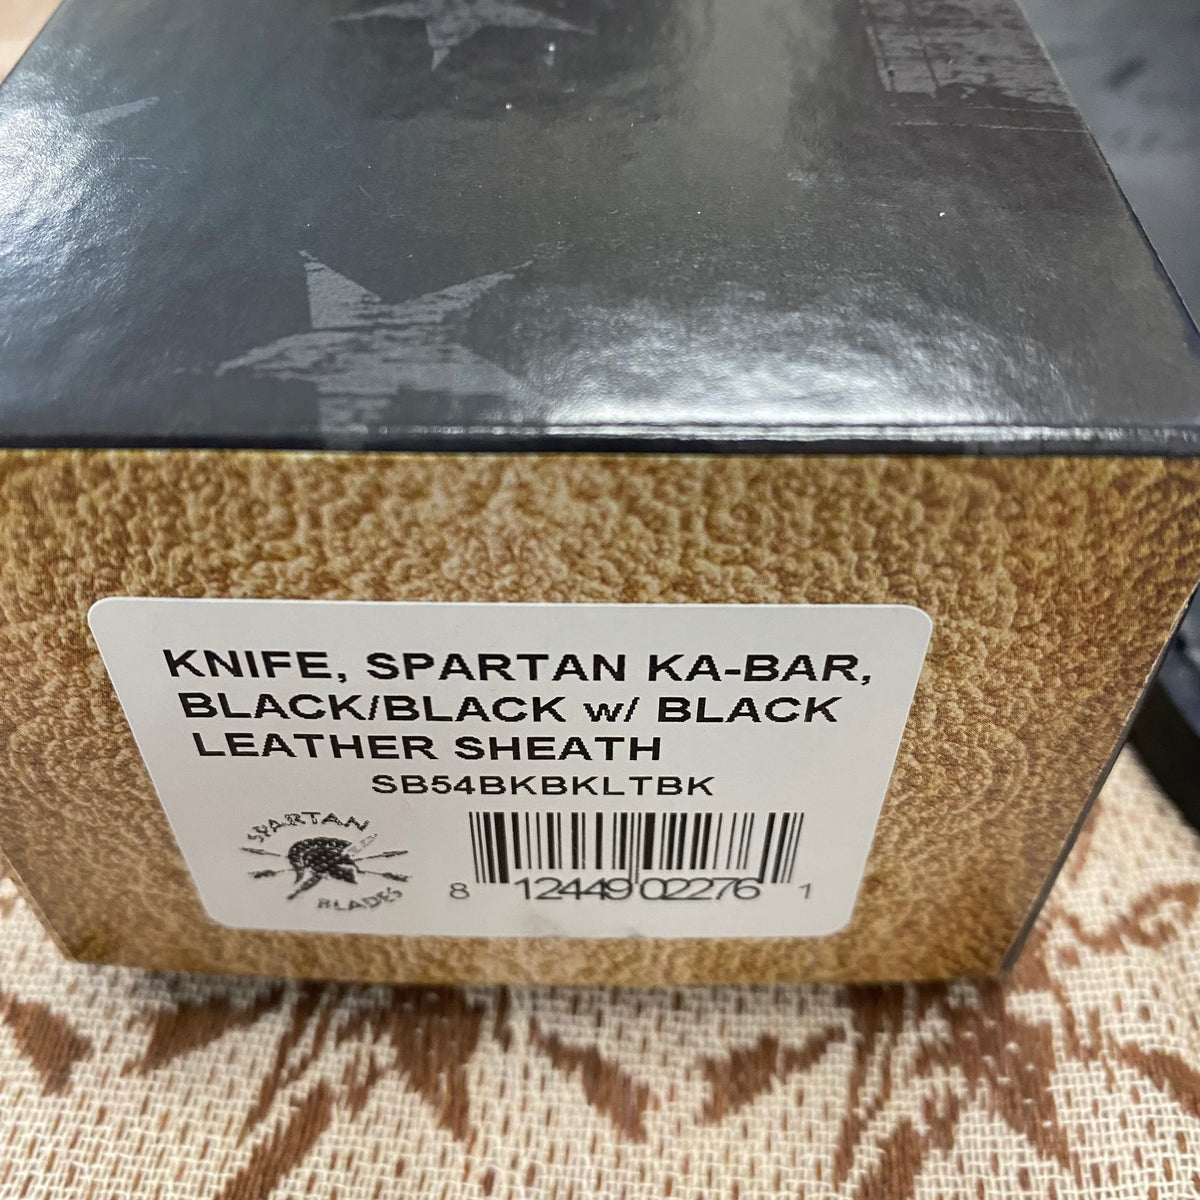 KNIFE, SPARTAN KA-BAR,
BLACK/BLACK w/ BLACK
LEATHER SHEATH
SB54BKBKLTBK
SPARTAN
BLADES
8 12449 02276 1